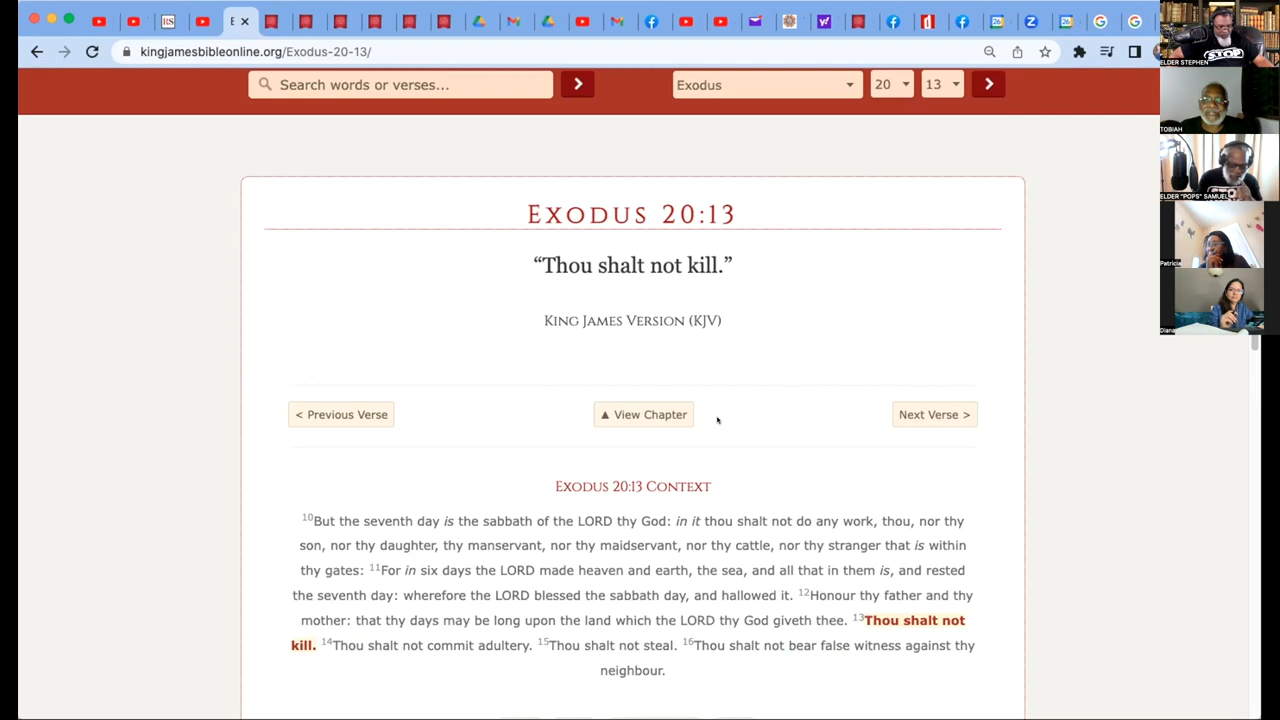 E
kingjamesbibleonline.org/Exodus-20-13/
Search words or verses...
Exodus
20
13
EXODUS 20:13
“Thou shalt not kill.”
KING JAMES VERSION (KJV)
< Previous Verse
▲ View Chapter
Next Verse >
EXODUS 20:13 CONTEXT
10But the seventh day is the sabbath of the LORD thy God: in it thou shalt not do any work, thou, nor thy
son, nor thy daughter, thy manservant, nor thy maidservant, nor thy cattle, nor thy stranger that is within
thy gates: 11For in six days the LORD made heaven and earth, the sea, and all that in them is, and rested
the seventh day: wherefore the LORD blessed the sabbath day, and hallowed it. 12Honour thy father and thy
mother: that thy days may be long upon the land which the LORD thy God giveth thee. 13Thou shalt not
kill. 14Thou shalt not commit adultery. 15Thou shalt not steal. 16Thou shalt not bear false witness against thy
neighbour.
STOP
ELDER STEPHEN
TOBIAH
ELDER "POPS" SAMUEL
Patricia
Diana